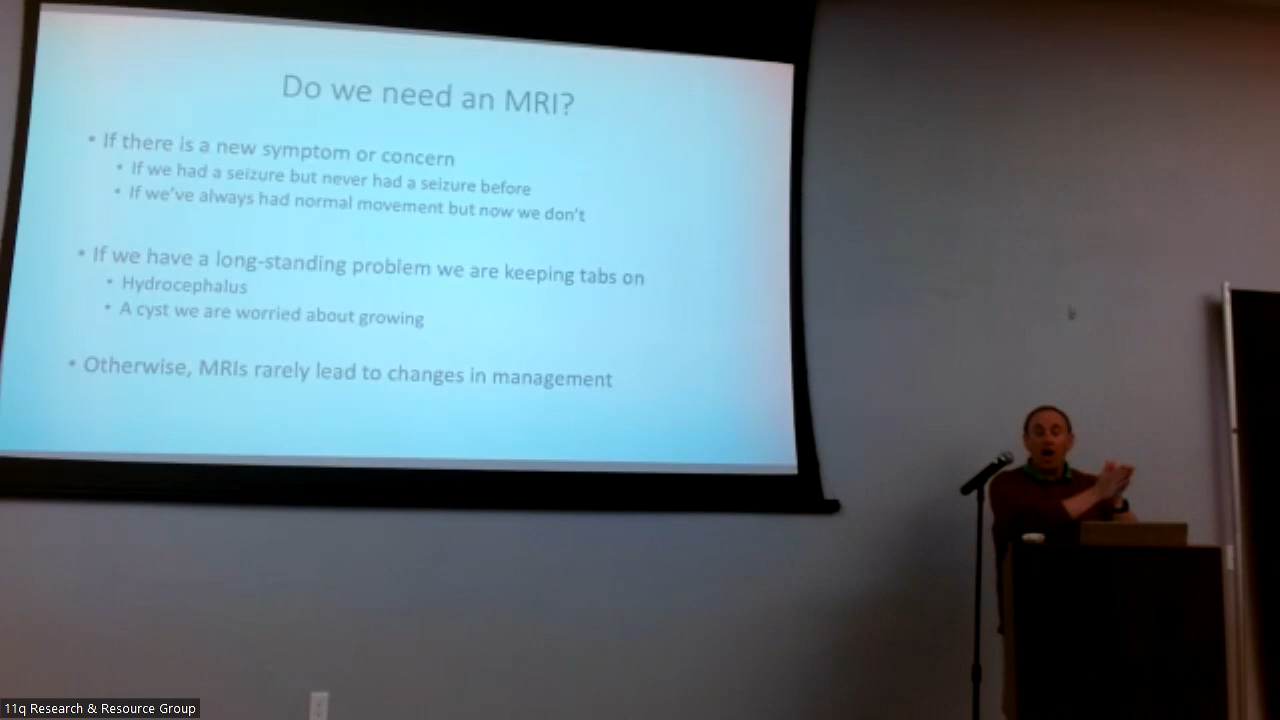 Do we need an MRI?
• If there is a new symptom or concern
• If we had a seizure but never had a seizure before
• If we've always had normal movement but now we don't
• If we have a long-standing problem we are keeping tabs on
• Hydrocephalus
• A cyst we are worried about growing
• Otherwise, MRIs rarely lead to changes in management
11q Research & Resource Group